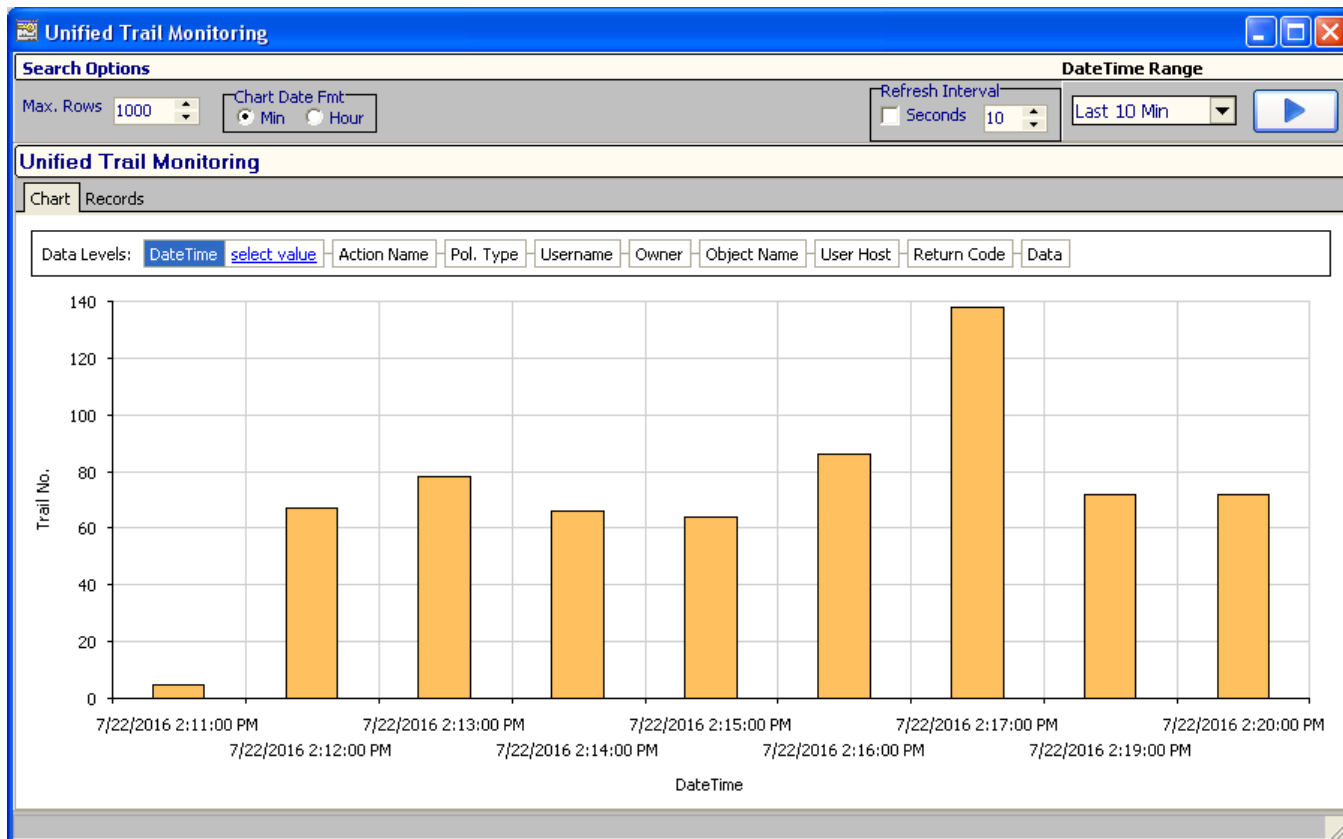 Unified Trail Monitoring
Search Options
DateTime Range
Max. Rows 1000
Chart Date Fmt
Min Hour
Refresh Interval
Seconds 10
Last 10 Min
Unified Trail Monitoring
Chart Records
Data Levels: DateTime select value Action Name Pol. Type Username Owner Object Name User Host Return Code Data
140
120
100
80
60
40
20
0
Trail No.
7/22/2016 2:11:00 PM 7/22/2016 2:13:00 PM 7/22/2016 2:15:00 PM 7/22/2016 2:17:00 PM 7/22/2016 2:20:00 PM
7/22/2016 2:12:00 PM 7/22/2016 2:14:00 PM 7/22/2016 2:16:00 PM 7/22/2016 2:19:00 PM
DateTime